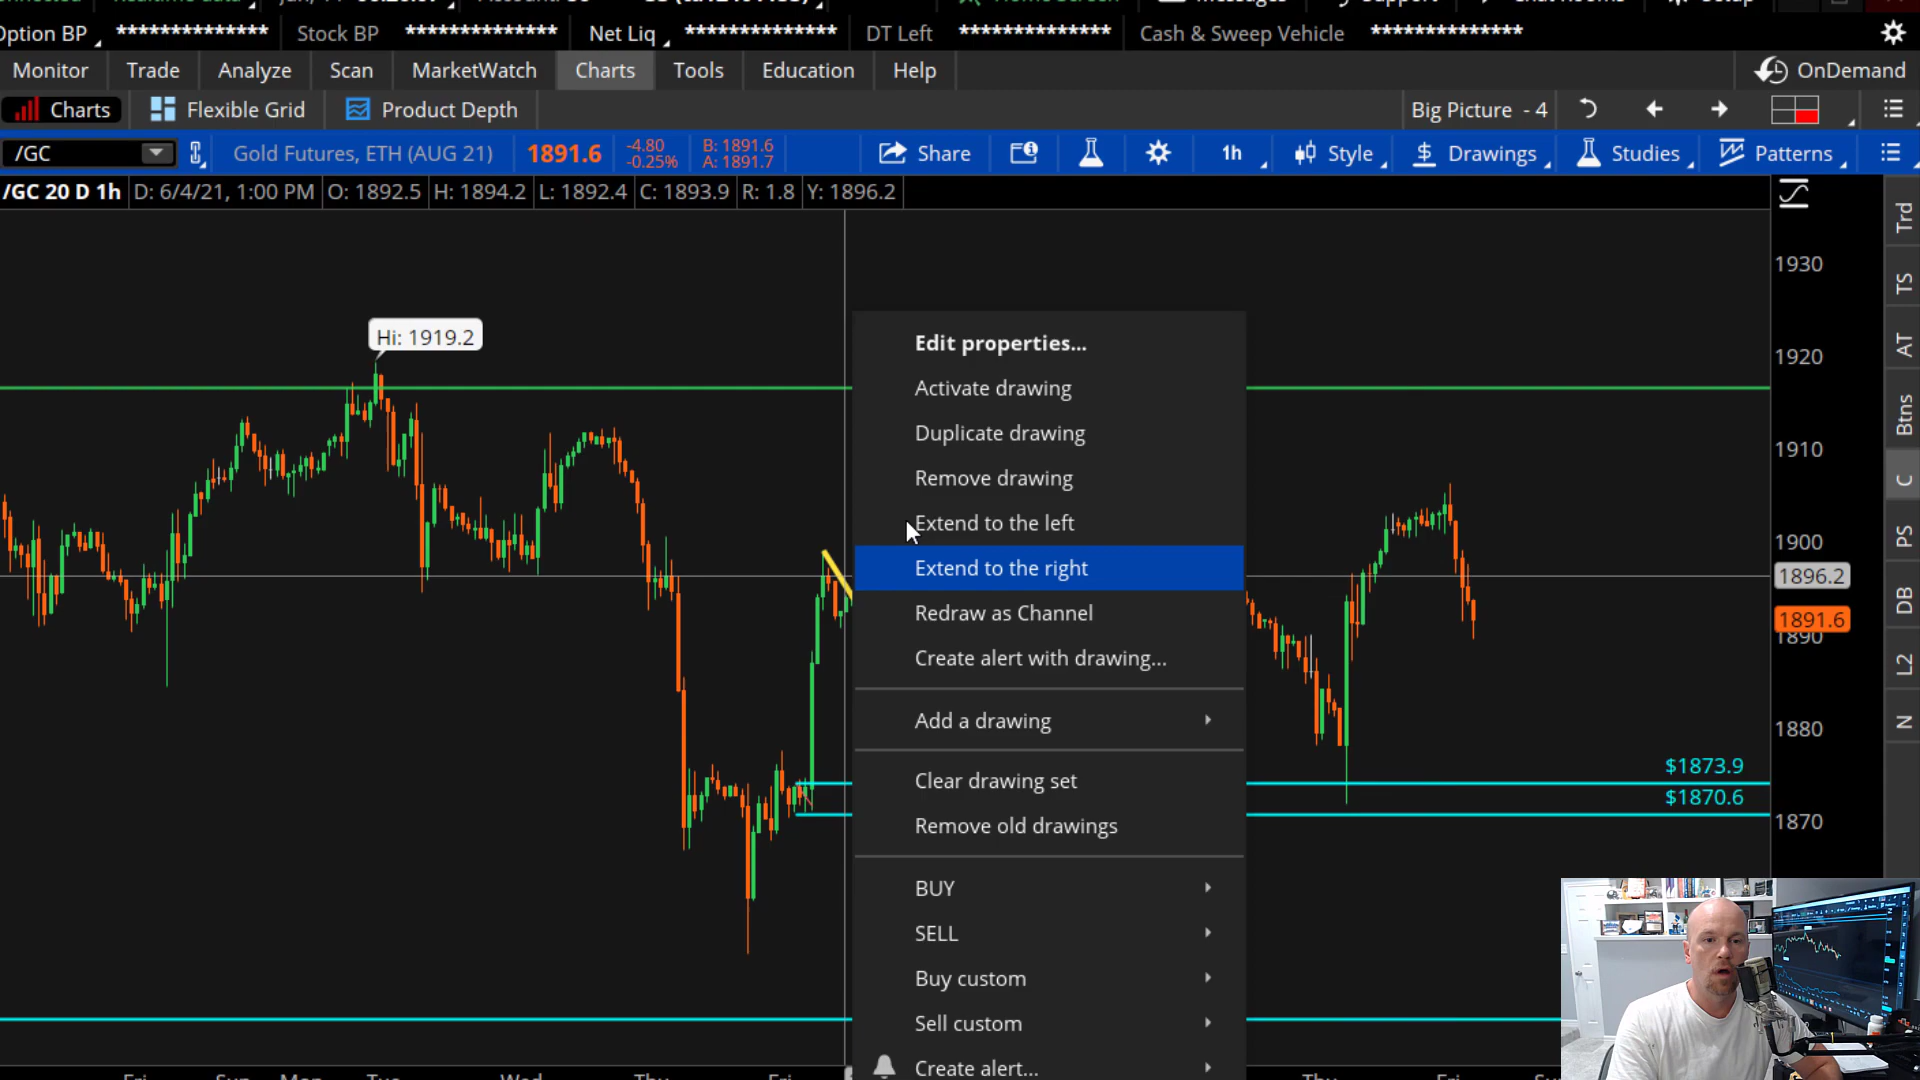 Option BP ************** Stock BP ************** Net Liq ************** DT Left ************** Cash & Sweep Vehicle **************
Monitor Trade Analyze Scan MarketWatch Charts Tools Education Help OnDemand
Charts Flexible Grid Product Depth Big Picture - 4
/GC Gold Futures, ETH (AUG 21) 1891.6 -4.80 B: 1891.6 Share 1h Style Drawings Studies Patterns
-0.25% A: 1891.7
/GC 20 D 1h D: 6/4/21, 1:00 PM O: 1892.5 H: 1894.2 L: 1892.4 C: 1893.9 R: 1.8 Y: 1896.2
Trd
1930
TS
Hi: 1919.2
Edit properties...
AT
1920
Activate drawing
Btns
Duplicate drawing
1910
Remove drawing
C
Extend to the left
PS
1900
Extend to the right
1896.2
DB
Redraw as Channel
1891.6
1890
Create alert with drawing...
L2
Add a drawing
N
1880
$1873.9
Clear drawing set
$1870.6
Remove old drawings
1870
BUY
SELL
Buy custom
Sell custom
Create alert...